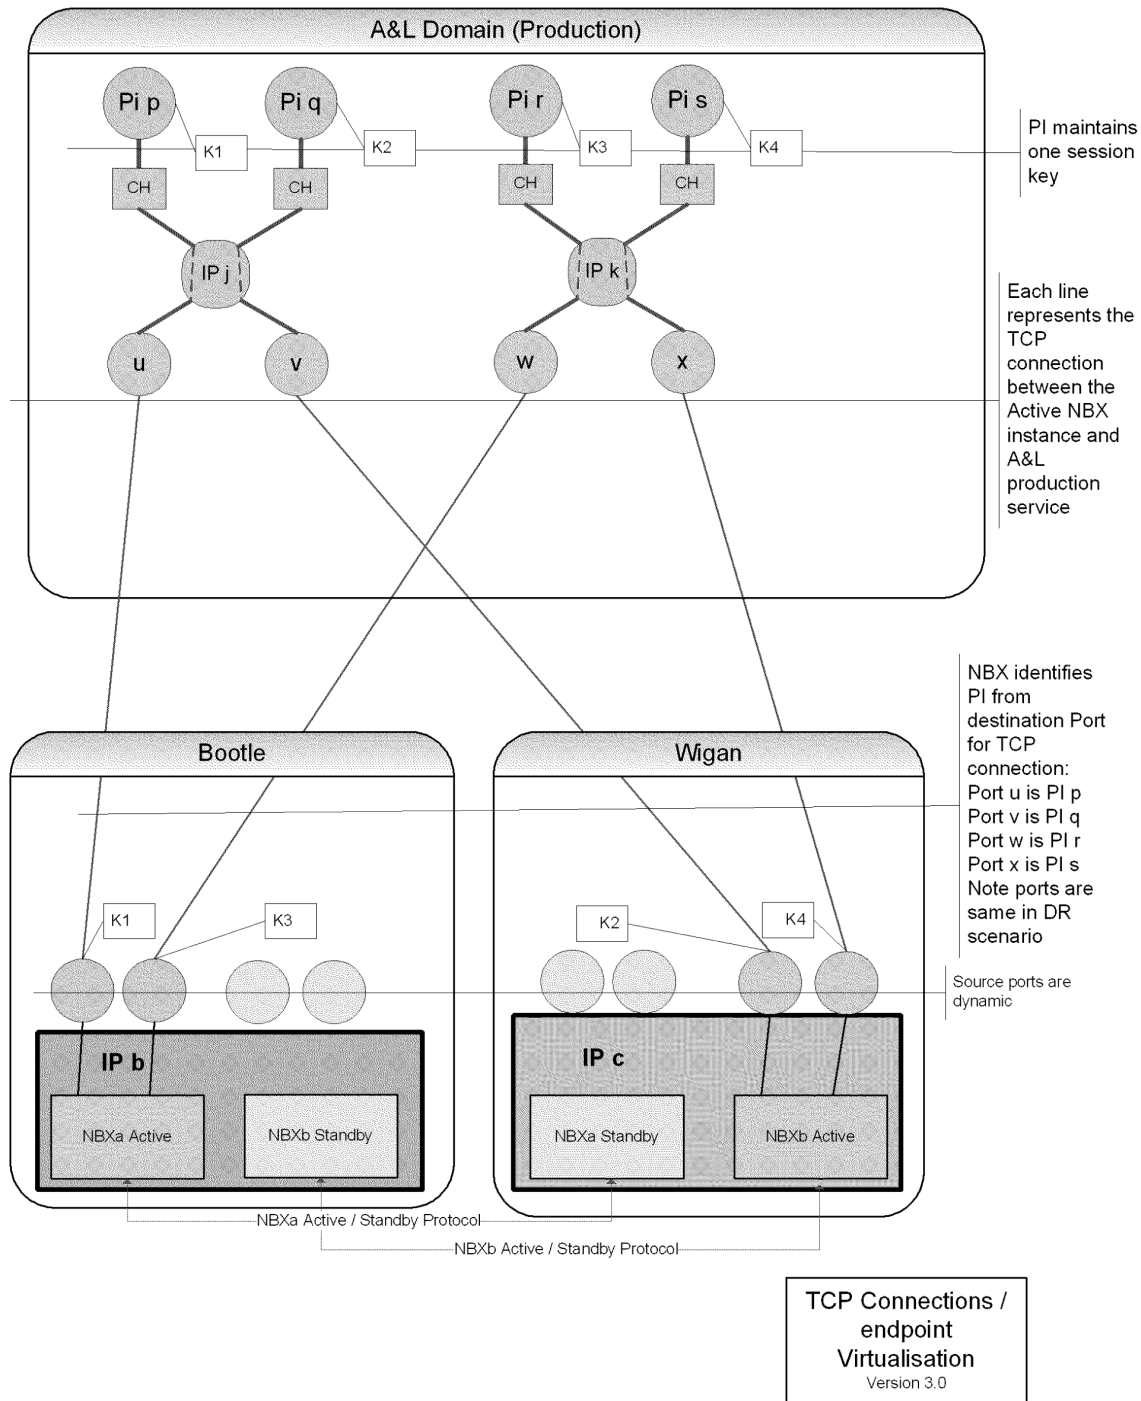 A&L Domain (Production)
Pi p
Pi q
Pi r
Pi s
K1
K2
K3
K4
PI maintains
one session
key
CH
CH
CH
CH
IP j
IP k
Each line
represents the
TCP
connection
between the
Active NBX
instance and
A&L
production
service
u
v
w
x
NBX identifies
PI from
destination Port
for TCP
connection:
Port u is PI p
Port v is PI q
Port w is PI r
Port x is PI s
Note ports are
same in DR
scenario
Bootle
Wigan
K1
K3
K2
K4
Source ports are
dynamic
IP b
IP c
NBXa Active
NBXb Standby
NBXa Standby
NBXb Active
NBXa Active / Standby Protocol
NBXb Active / Standby Protocol
TCP Connections /
endpoint
Virtualisation
Version 3.0